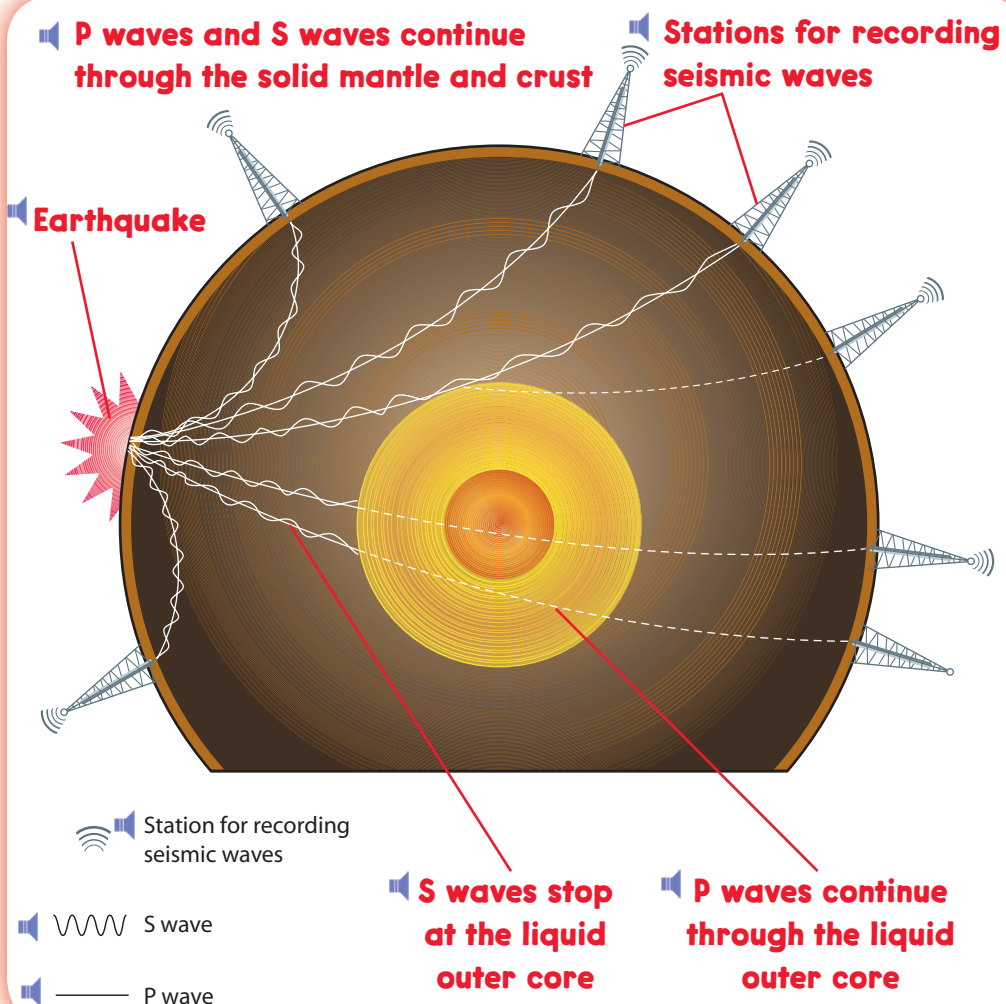 P waves and S waves continue
through the solid mantle and crust
Stations for recording
seismic waves
Earthquake
Station for recording
seismic waves
S wave
P wave
S waves stop
at the liquid
outer core
P waves continue
through the liquid
outer core